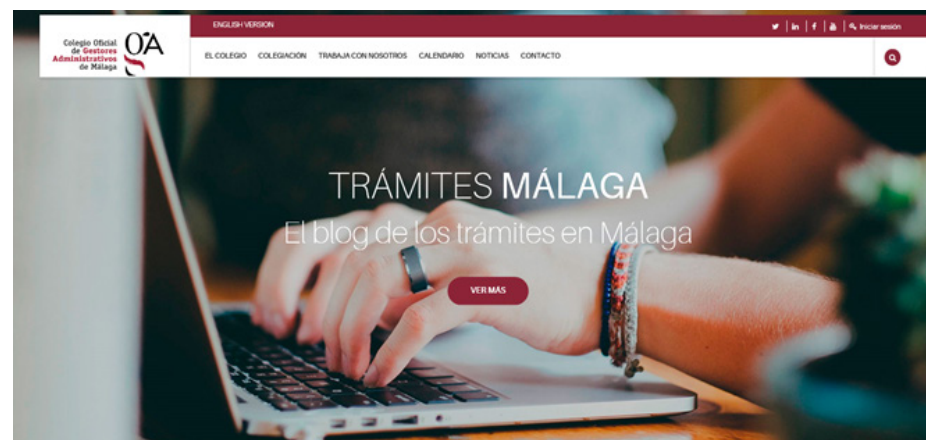 ENGLISH VERSION
Iniciar sesión
Colegio Oficial
de Gestores
Administrativos
de Málaga
GA
EL COLEGIO COLEGIACIÓN TRABAJA CON NOSOTROS CALENDARIO NOTICIAS CONTACTO
TRÁMITES MÁLAGA
El blog de los trámites en Málaga
VER MÁS